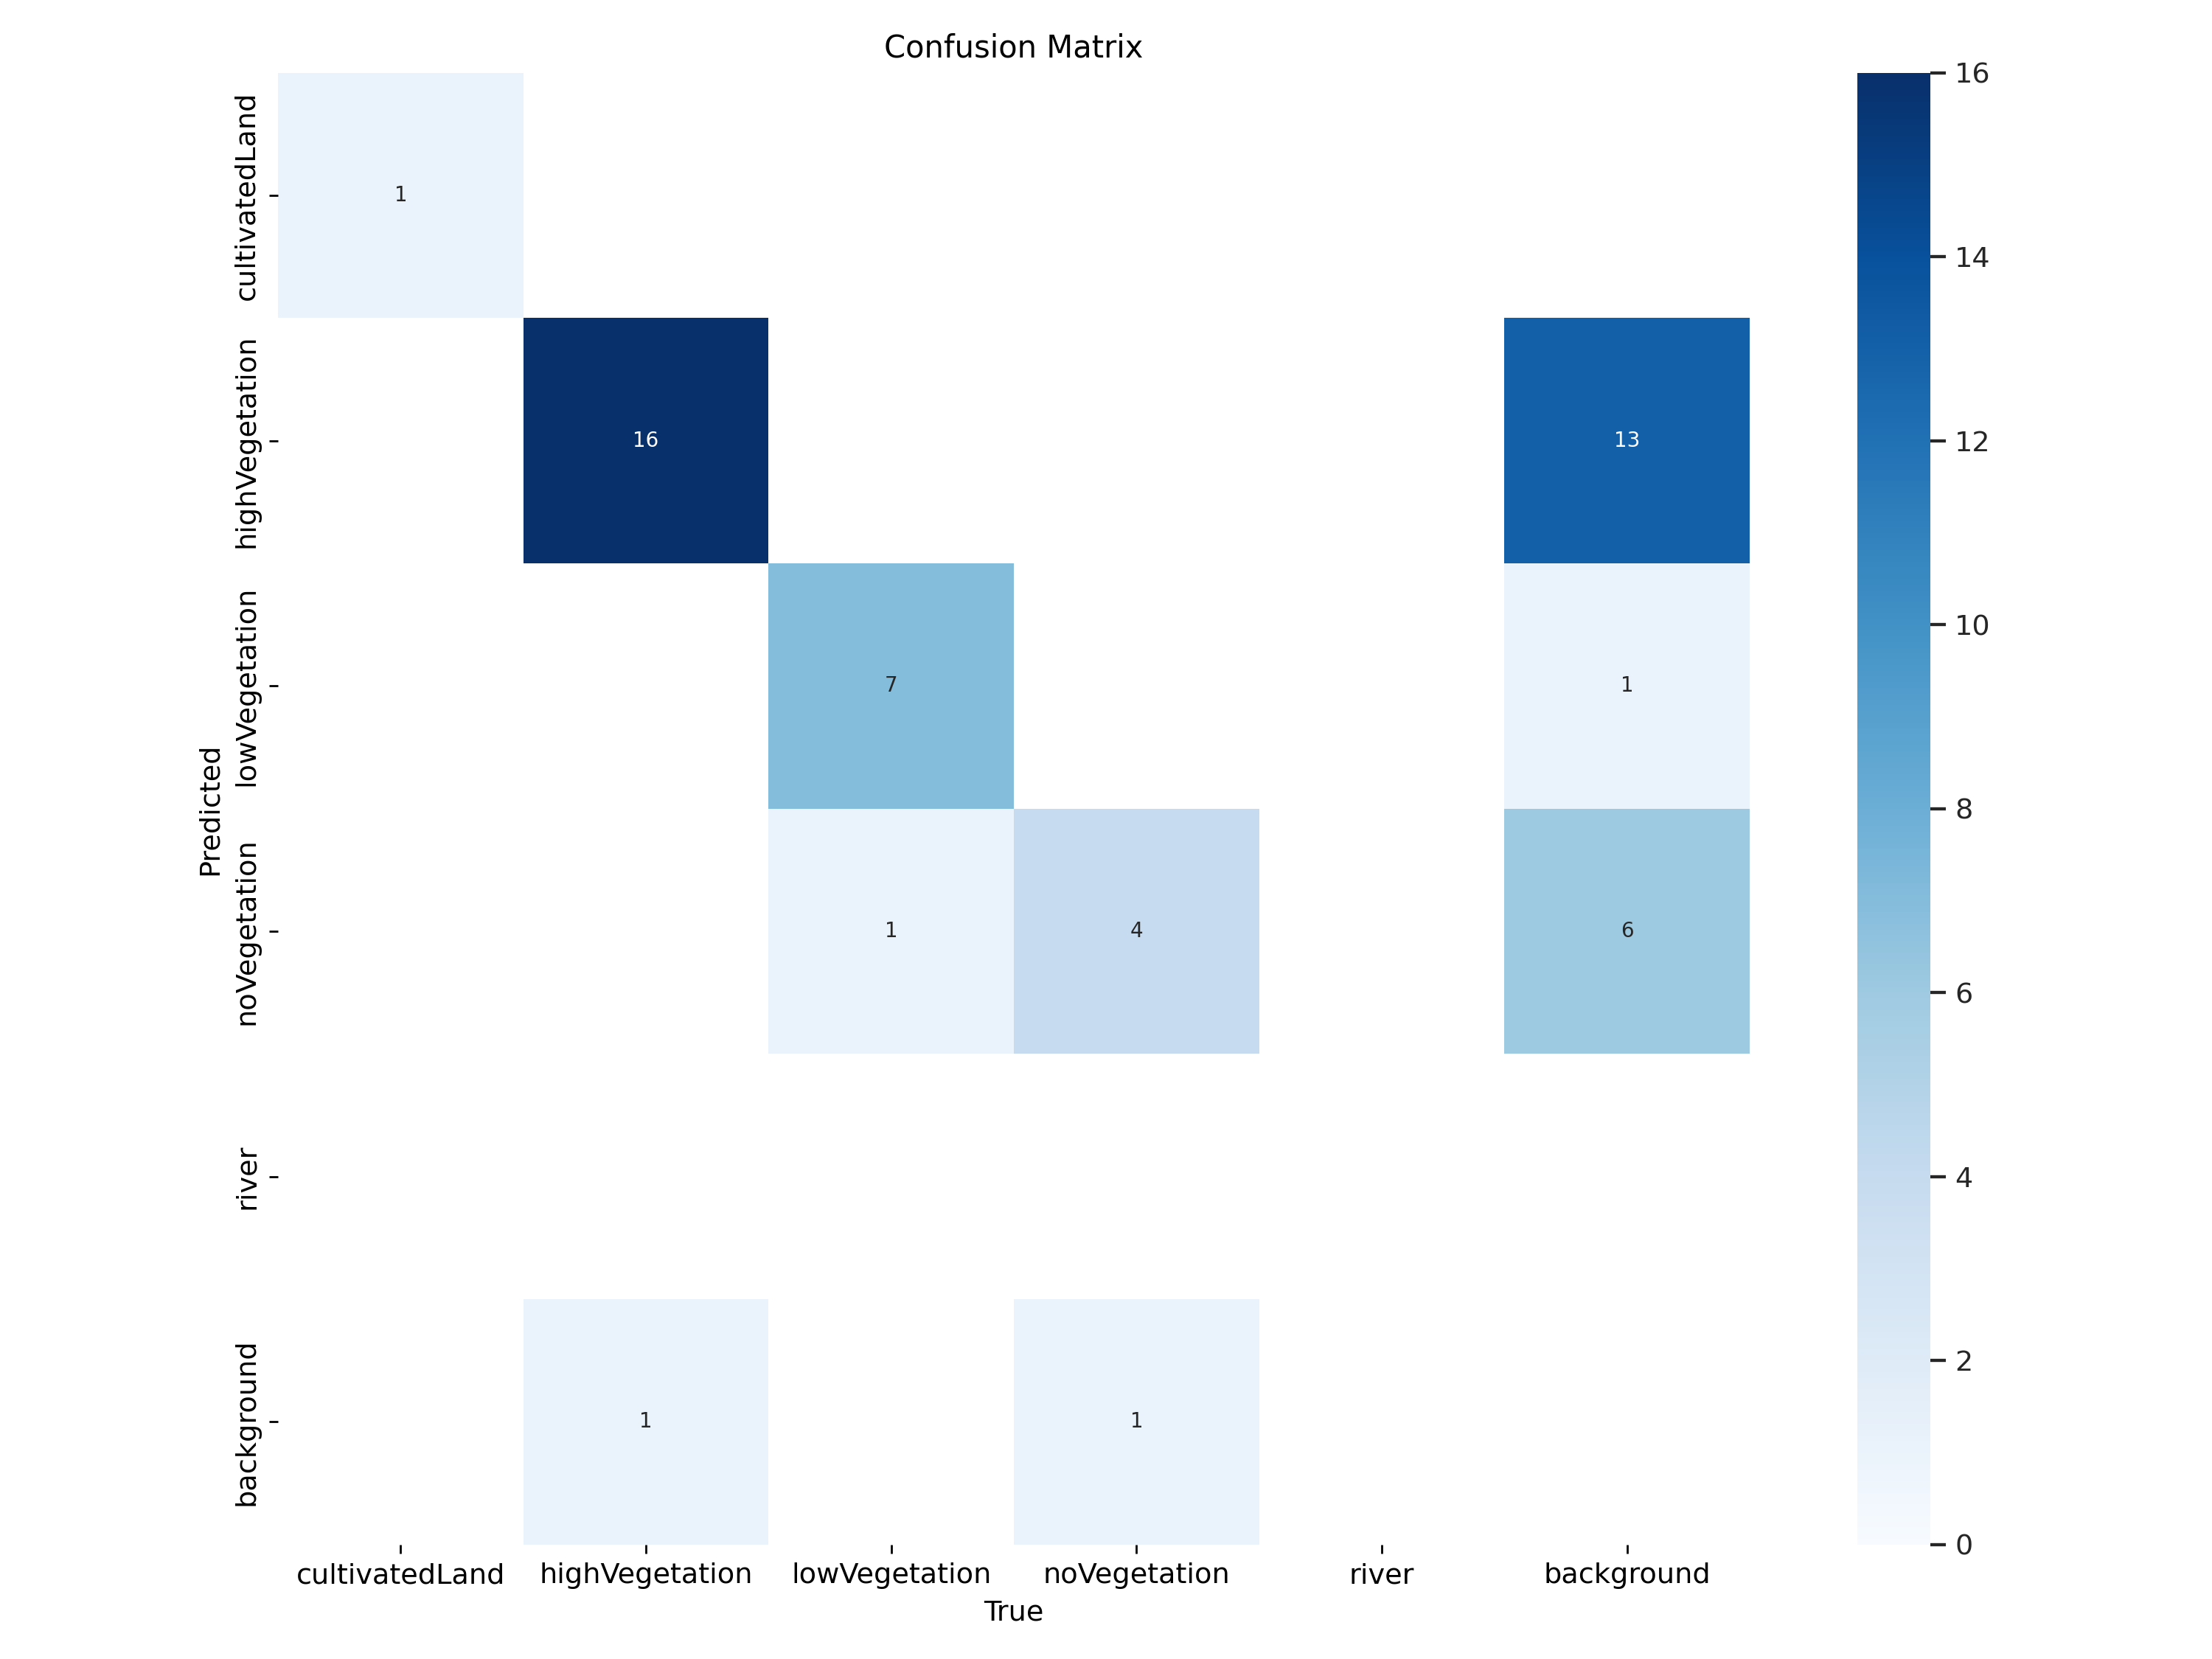 Confusion Matrix
Predicted
cultivatedLand
highVegetation
lowVegetation
noVegetation
river
background
1
16
13
7
1
1
4
6
1
1
cultivatedLand
highVegetation
lowVegetation
noVegetation
river
background
True
16
14
12
10
8
6
4
2
0